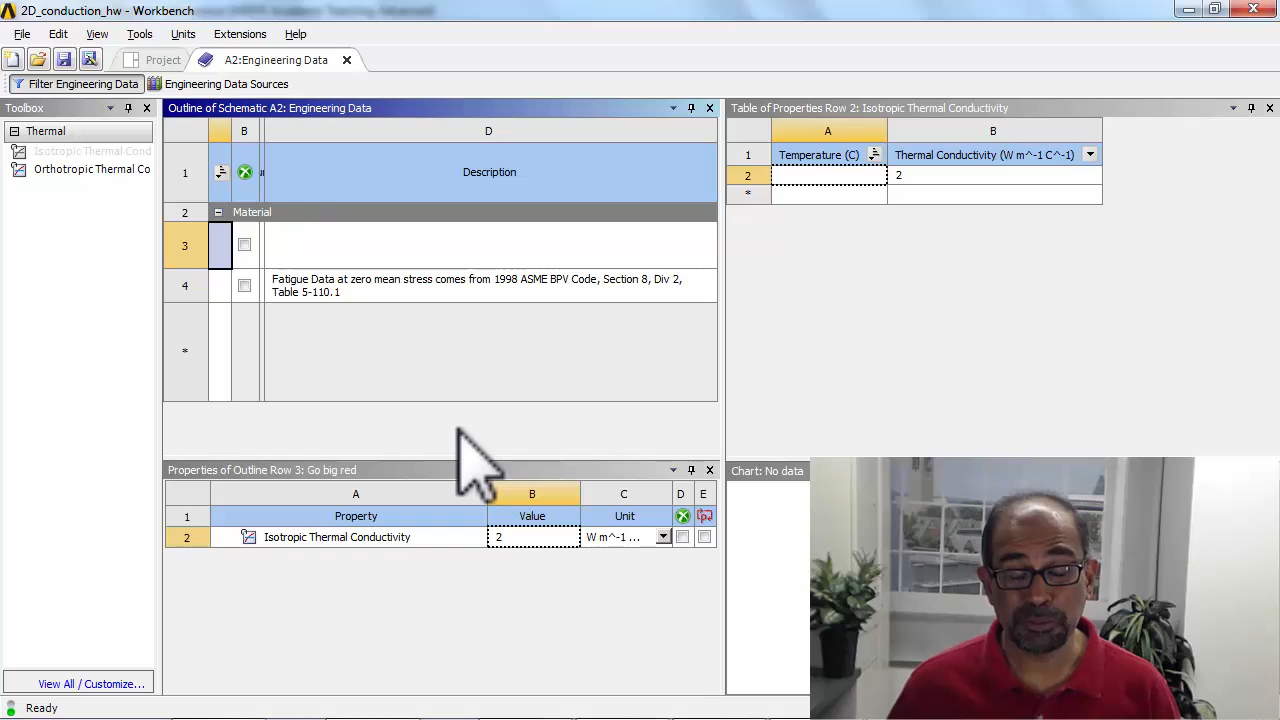 2D_conduction_hw - Workbench
File Edit View Tools Units Extensions Help
Project A2:Engineering Data
Filter Engineering Data Engineering Data Sources
Toolbox
Thermal
Isotropic Thermal Cond
Orthotropic Thermal Co
View All / Customize...
Outline of Schematic A2: Engineering Data
B D
1 Description
2 Material
3
4 Fatigue Data at zero mean stress comes from 1998 ASME BPV Code, Section 8, Div 2,
Table 5-110.1
*
Properties of Outline Row 3: Go big red
A B C D E
1 Property Value Unit
2 Isotropic Thermal Conductivity 2 W m^-1 ...
Table of Properties Row 2: Isotropic Thermal Conductivity
A B
1 Temperature (C) Thermal Conductivity (W m^-1 C^-1)
2 2
*
Chart: No data
Ready